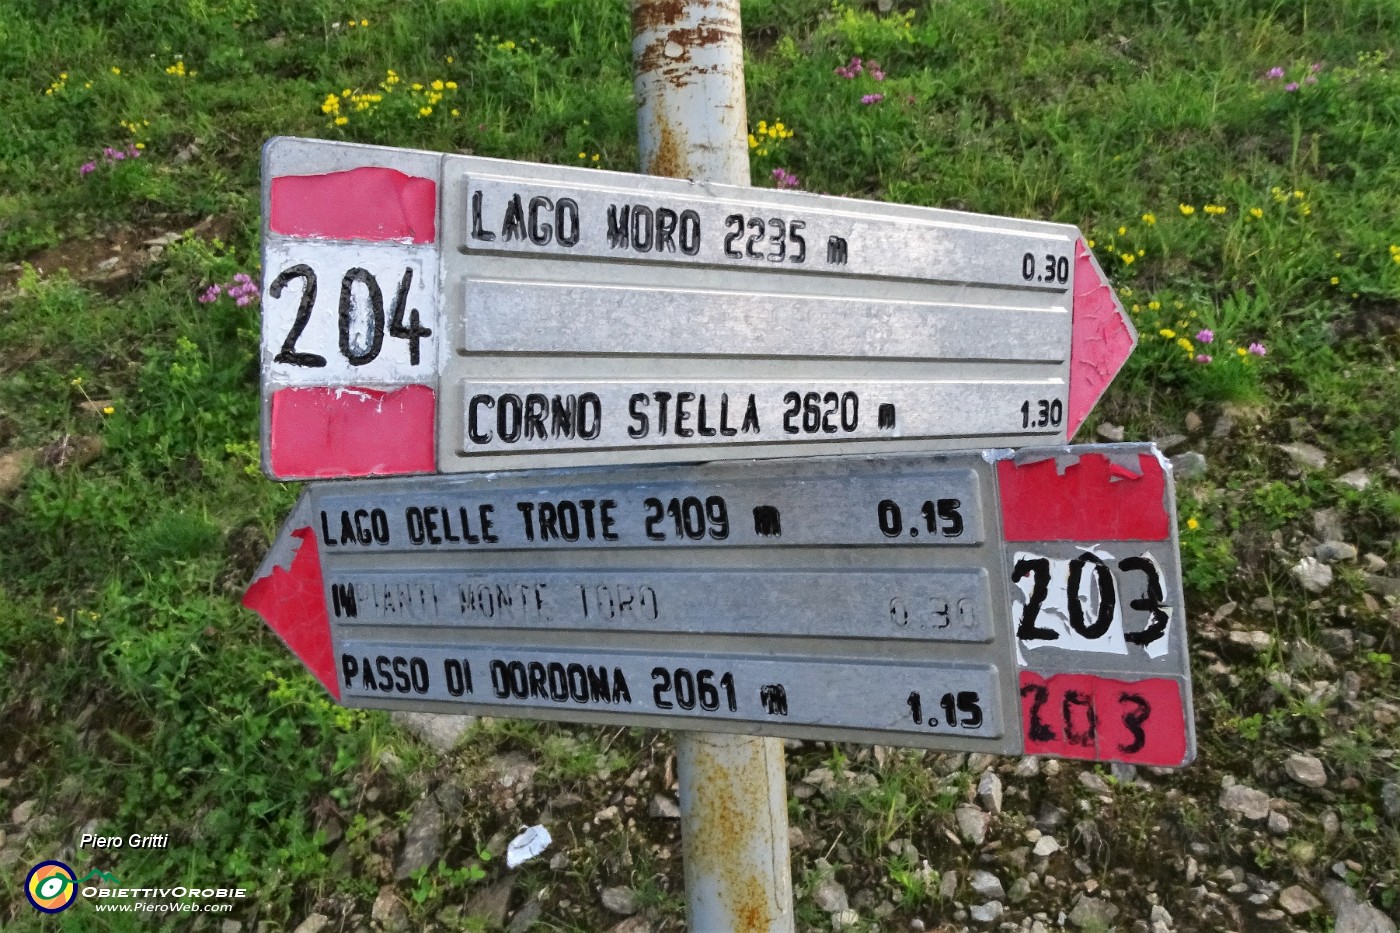 LAGO MORO 2235 m 0.30
204
CORNO STELLA 2620 m 1.30
LAGO DELLE TROTE 2109 m 0.15
IMPIANTI MONTE TORO 0.30
203
PASSO DI DORDONA 2061 m 1.15
203
Piero Gritti
OBIETTIVOROBIE
www.PieroWeb.com